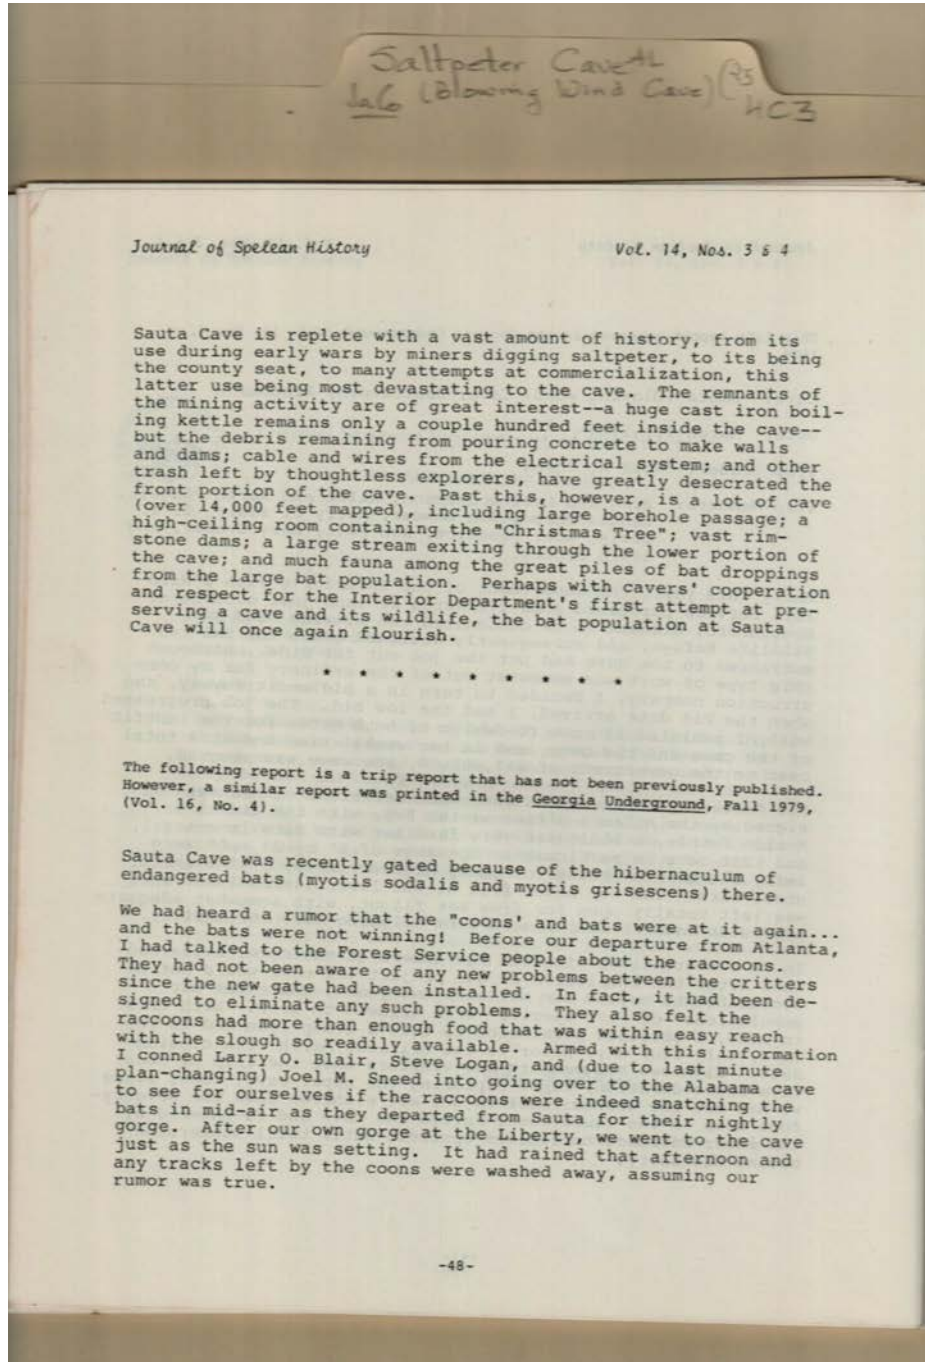 Saltpeter Cave AL
JaCo (Blowing Wind Cave)
Journal of Spelean History Vol. 14, Nos. 3 & 4
Sauta Cave is replete with a vast amount of history, from its
use during early wars by miners digging saltpeter, to its being
the county seat, to many attempts at commercialization, this
latter use being most devastating to the cave. The remnants of
the mining activity are of great interest--a huge cast iron boil-
ing kettle remains only a couple hundred feet inside the cave--
but the debris remaining from pouring concrete to make walls
and dams; cable and wires from the electrical system; and other
trash left by thoughtless explorers, have greatly desecrated the
front portion of the cave. Past this, however, is a lot of cave
(over 14,000 feet mapped), including large borehole passage; a
high-ceiling room containing the "Christmas Tree"; vast rim-
stone dams; a large stream exiting through the lower portion of
the cave; and much fauna among the great piles of bat droppings
from the large bat population. Perhaps with cavers' cooperation
and respect for the Interior Department's first attempt at pre-
serving a cave and its wildlife, the bat population at Sauta
Cave will once again flourish.
* * * * * * * * *
The following report is a trip report that has not been previously published.
However, a similar report was printed in the Georgia Underground, Fall 1979,
(Vol. 16, No. 4).
Sauta Cave was recently gated because of the hibernaculum of
endangered bats (myotis sodalis and myotis grisescens) there.
We had heard a rumor that the "coons' and bats were at it again...
and the bats were not winning! Before our departure from Atlanta,
I had talked to the Forest Service people about the raccoons.
They had not been aware of any new problems between the critters
since the new gate had been installed. In fact, it had been de-
signed to eliminate any such problems. They also felt the
raccoons had more than enough food that was within easy reach
with the slough so readily available. Armed with this information
I conned Larry O. Blair, Steve Logan, and (due to last minute
plan-changing) Joel M. Sneed into going over to the Alabama cave
to see for ourselves if the raccoons were indeed snatching the
bats in mid-air as they departed from Sauta for their nightly
gorge. After our own gorge at the Liberty, we went to the cave
just as the sun was setting. It had rained that afternoon and
any tracks left by the coons were washed away, assuming our
rumor was true.
-48-